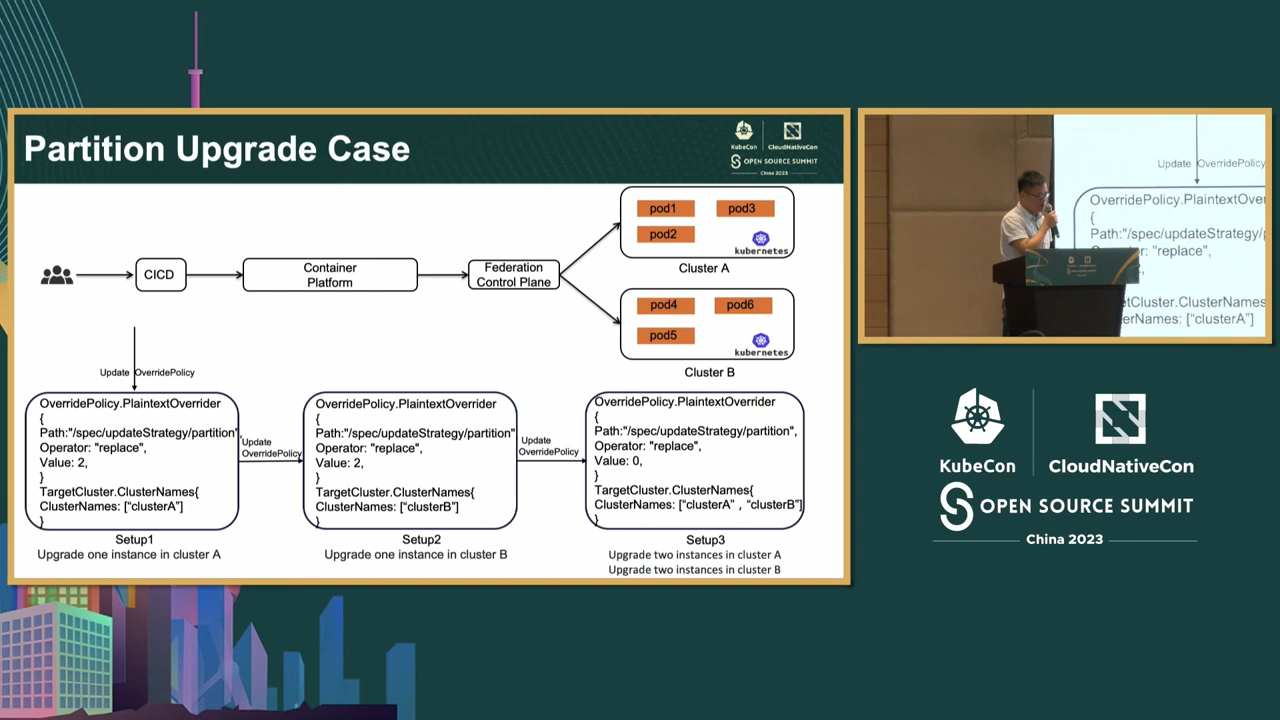 Partition Upgrade Case
KubeCon
CloudNativeCon
OPEN SOURCE SUMMIT
China 2023
CICD
Container
Platform
Federation
Control Plane
pod1
pod3
pod2
kubernetes
Cluster A
pod4
pod6
pod5
kubernetes
Cluster B
Update OverridePolicy
OverridePolicy.PlaintextOverrider
{
Path:"/spec/updateStrategy/partition"
Operator: "replace",
Value: 2,
}
TargetCluster.ClusterNames{
ClusterNames: ["clusterA"]
}
Setup1
Upgrade one instance in cluster A
Update
OverridePolicy
OverridePolicy.PlaintextOverrider
{
Path:"/spec/updateStrategy/partition"
Operator: "replace",
Value: 2,
}
TargetCluster.ClusterNames{
ClusterNames: ["clusterB"]
}
Setup2
Upgrade one instance in cluster B
Update
OverridePolicy
OverridePolicy.PlaintextOverrider
{
Path:"/spec/updateStrategy/partition",
Operator: "replace",
Value: 0,
}
TargetCluster.ClusterNames{
ClusterNames: ["clusterA" , "clusterB"]
}
Setup3
Upgrade two instances in cluster A
Upgrade two instances in cluster B
Update OverridePolicy
OverridePolicy.PlaintextOver
{
Path:"/spec/updateStrategy/p
"replace",
etCluster.ClusterNames
erNames: ["clusterA"]
KubeCon
CloudNativeCon
OPEN SOURCE SUMMIT
China 2023